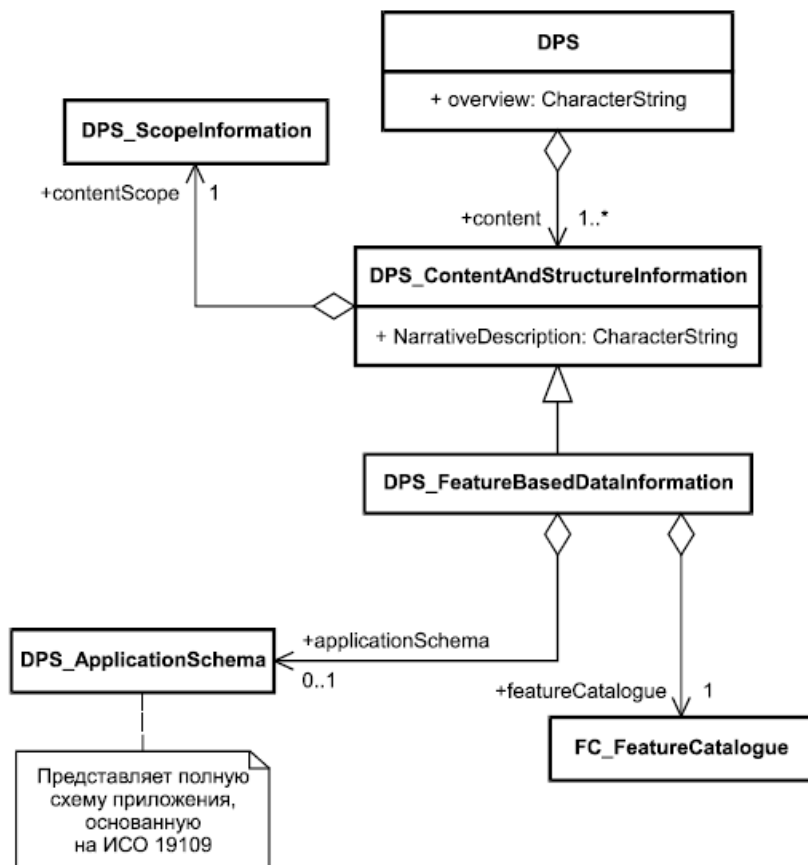 DPS
+ overview: CharacterString
DPS_ScopeInformation
+contentScope
1
+content
1..*
DPS_ContentAndStructureInformation
+ NarrativeDescription: CharacterString
DPS_FeatureBasedDataInformation
+applicationSchema
0..1
DPS_ApplicationSchema
+featureCatalogue
1
FC_FeatureCatalogue
Представляет полную
схему приложения,
основанную
на ИСО 19109